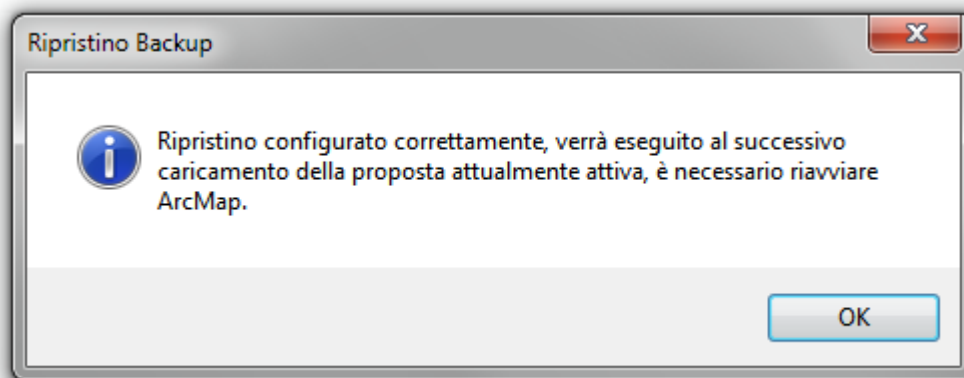 Ripristino Backup
Ripristino configurato correttamente, verrà eseguito al successivo
caricamento della proposta attualmente attiva, è necessario riavviare
ArcMap.
OK